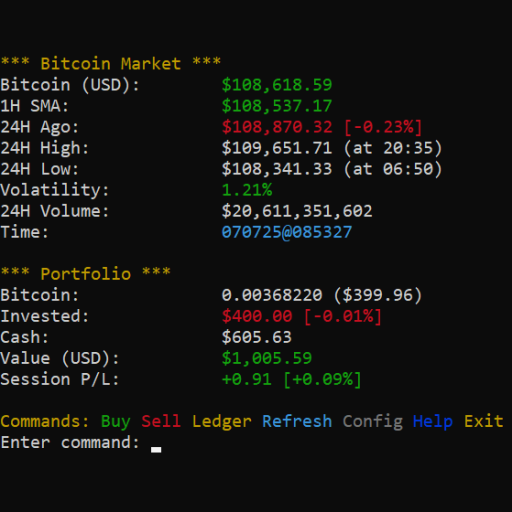 *** Bitcoin Market ***
Bitcoin (USD): $108,618.59
1H SMA: $108,537.17
24H Ago: $108,870.32 [-0.23%]
24H High: $109,651.71 (at 20:35)
24H Low: $108,341.33 (at 06:50)
Volatility: 1.21%
24H Volume: $20,611,351,602
Time: 070725@085327
*** Portfolio ***
Bitcoin: 0.00368220 ($399.96)
Invested: $400.00 [-0.01%]
Cash: $605.63
Value (USD): $1,005.59
Session P/L: +0.91 [+0.09%]
Commands: Buy Sell Ledger Refresh Config Help Exit
Enter command: